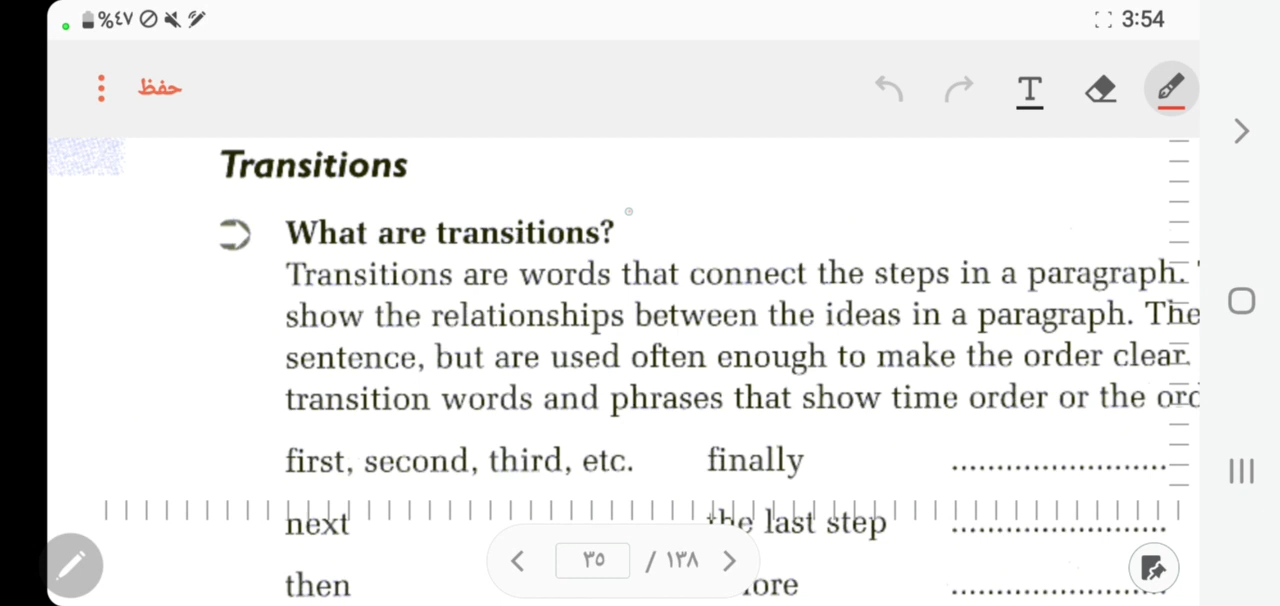 %٤٧ 3:54
حفظ T
Transitions
What are transitions?
Transitions are words that connect the steps in a paragraph.
show the relationships between the ideas in a paragraph. The
sentence, but are used often enough to make the order clear.
transition words and phrases that show time order or the
first, second, third, etc. finally ........................
next the last step ........................
then ........................
٣٥ / ١٣٨